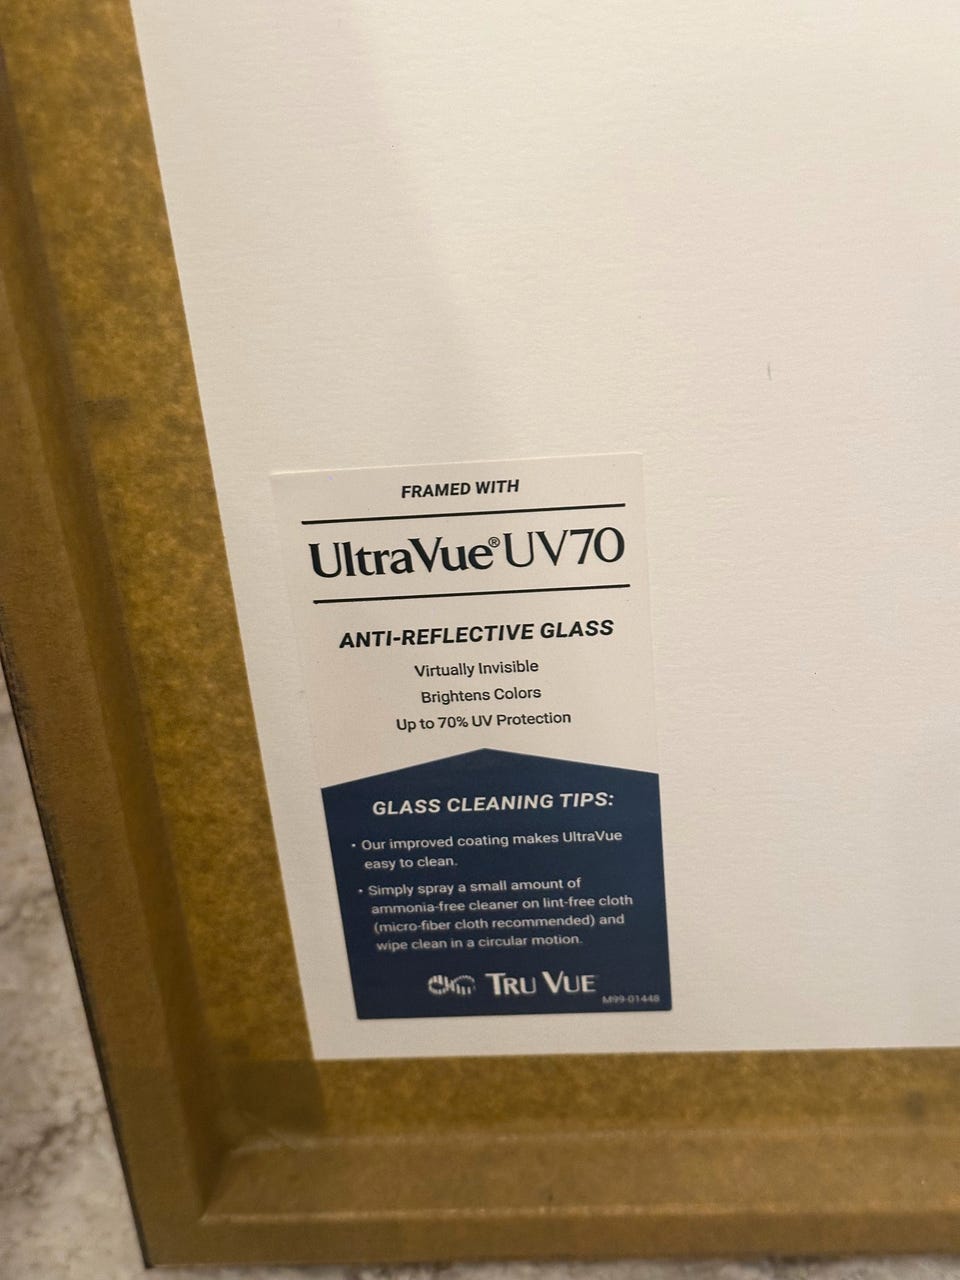 FRAMED WITH
UltraVue® UV70
ANTI-REFLECTIVE GLASS
Virtually Invisible
Brightens Colors
Up to 70% UV Protection
GLASS CLEANING TIPS:
• Our improved coating makes UltraVue
easy to clean.
• Simply spray a small amount of
ammonia-free cleaner on lint-free cloth
(micro-fiber cloth recommended) and
wipe clean in a circular motion.
TRU VUE
M99-01448